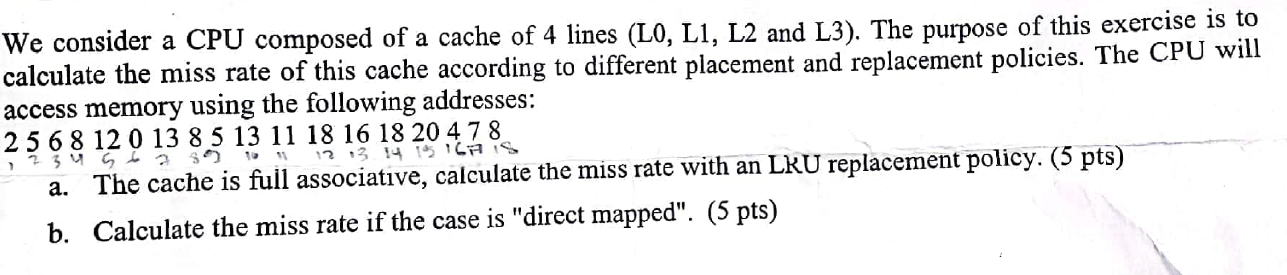 We consider a CPU composed of a cache of 4 lines (L0, L1, L2 and L3). The purpose of this exercise is to
calculate the miss rate of this cache according to different placement and replacement policies. The CPU will
access memory using the following addresses:
2 5 6 8 12 0 13 8 5 13 11 18 16 18 20 4 7 8
1 2 3 4 5 6 7 8 9 10 11 12 13 14 15 16 17 18
a. The cache is full associative, calculate the miss rate with an LRU replacement policy. (5 pts)
b. Calculate the miss rate if the case is "direct mapped". (5 pts)